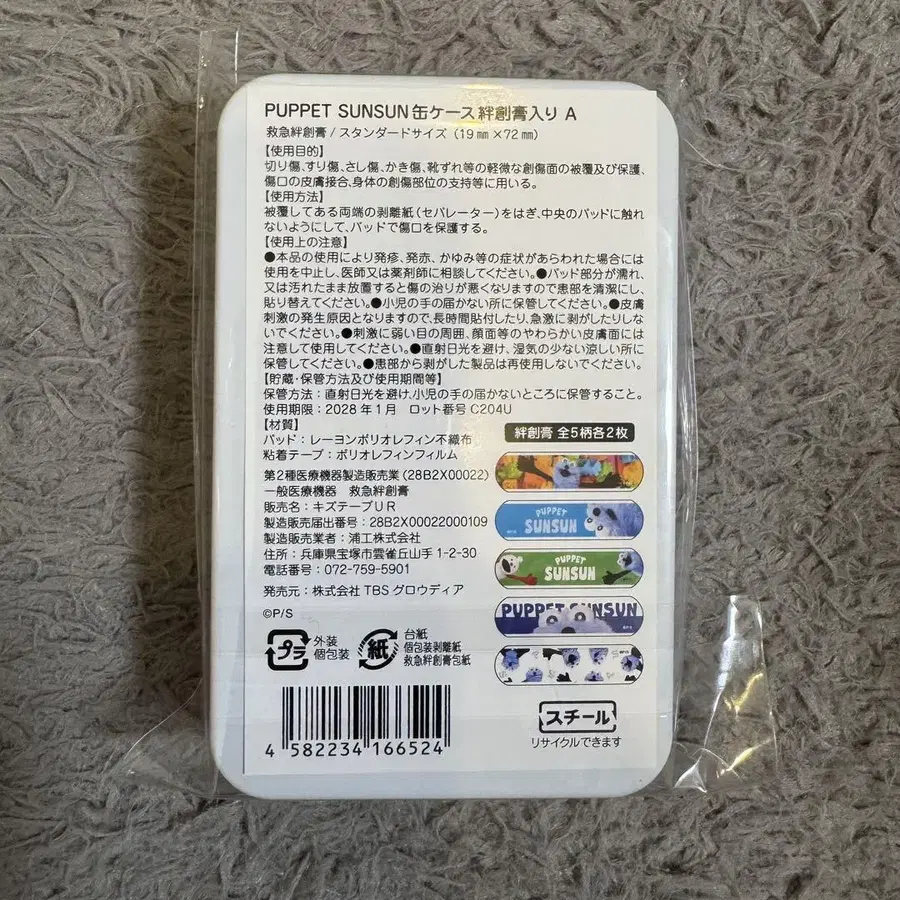 PUPPET SUNSUN缶ケース絆創膏入り A
救急絆創膏/スタンダードサイズ（19㎜×72㎜）
【使用目的】
切り傷、すり傷、さし傷、かき傷、靴ずれ等の軽微な創傷面の被覆及び保護、
傷口の皮膚接合、身体の創傷部位の支持等に用いる。
【使用方法】
被覆してある両端の剥離紙（セパレーター）をはぎ、中央のパッドに触れ
ないようにして、パッドで傷口を保護する。
【使用上の注意】
●本品の使用により発疹、発赤、かゆみ等の症状があらわれた場合には
使用を中止し、医師又は薬剤師に相談してください。●パッド部分が濡れ、
又は汚れたまま放置すると傷の治りが悪くなりますので患部を清潔にし、
貼り替えてください。●小児の手の届かない所に保管してください。●皮膚
刺激の発生原因となりますので、長時間貼付したり、急激に剥がしたりしな
いでください。●刺激に弱い目の周囲、顔面等のやわらかい皮膚面には
注意して使用してください。●直射日光を避け、湿気の少ない涼しい所に
保管してください。●患部から剥がした製品は再使用しないでください。
【貯蔵・保管方法及び使用期間等】
保管方法：直射日光を避け、小児の手の届かないところに保管すること。
使用期限：2028年1月 ロット番号 C204U
【材質】
パッド：レーヨンポリオレフィン不織布
粘着テープ：ポリオレフィンフィルム
第2種医療機器製造販売業（28B2X00022）
一般医療機器 救急絆創膏
販売名：キズテープUR
製造販売届出番号：28B2X00022000109
製造販売業者：浦工株式会社
住所：兵庫県宝塚市雲雀丘山手1-2-30
電話番号：072-759-5901
発売元：株式会社TBSグロウディア
©P/S
絆創膏 全5柄各2枚
PUPPET
SUNSUN
PUPPET
SUNSUN
PUPPET SUNSUN
プラ
外装
個包装
紙
台紙
個包装剥離紙
救急絆創膏包紙
4 582234 166524
スチール
リサイクルできます